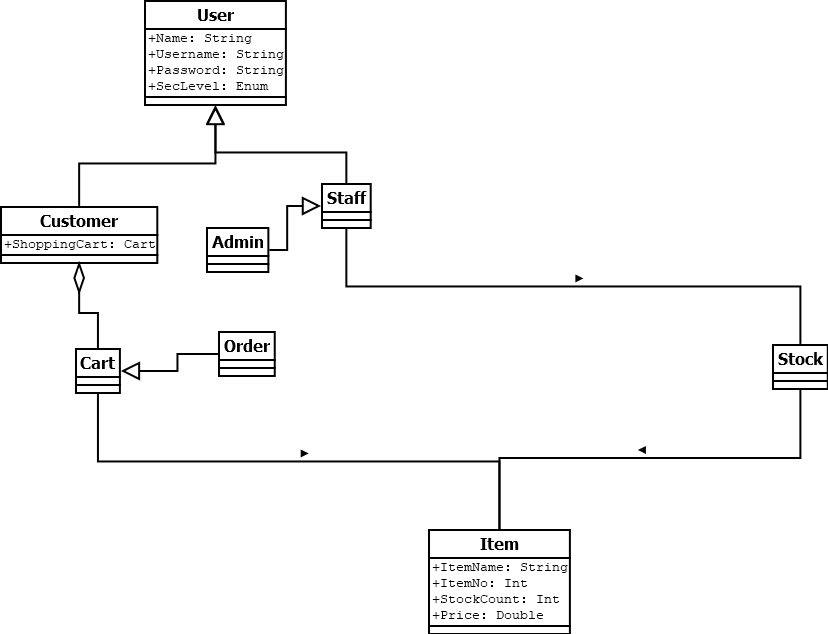 User
+Name: String
+Username: String
+Password: String
+SecLevel: Enum
Staff
Customer
+ShoppingCart: Cart
Admin
Order
Cart
Stock
Item
+ItemName: String
+ItemNo: Int
+StockCount: Int
+Price: Double